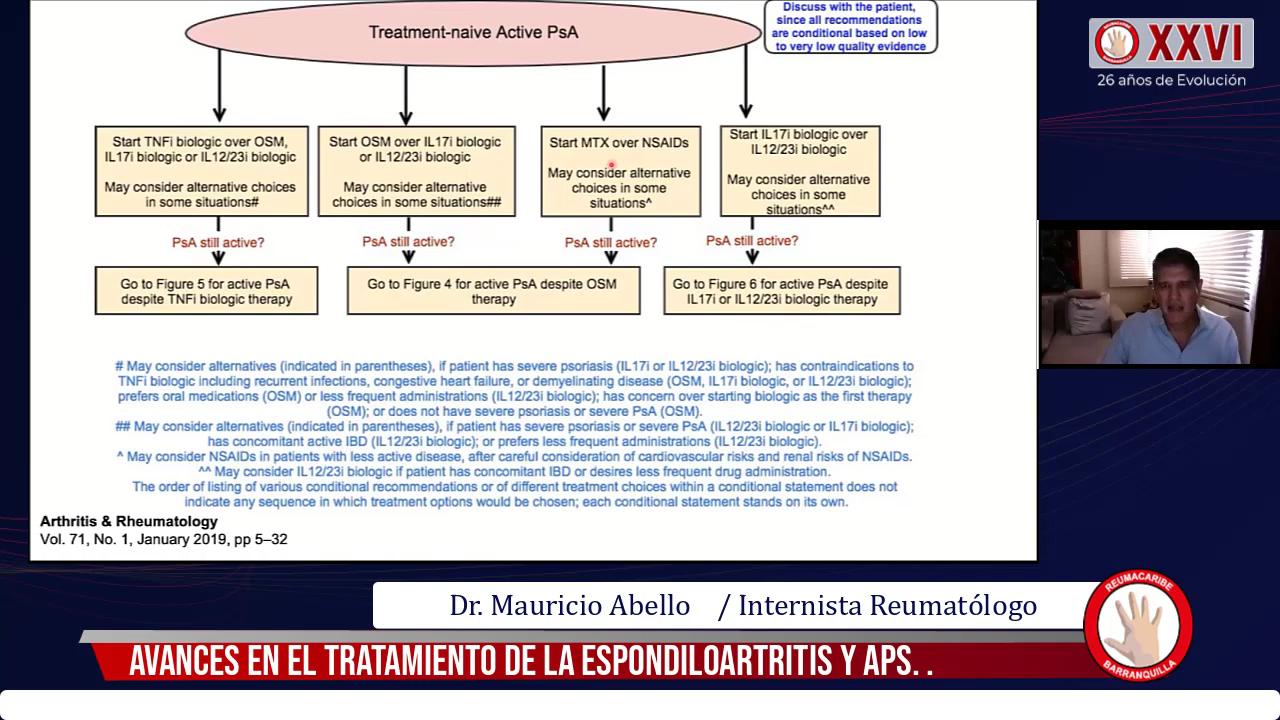 Treatment-naive Active PsA
Discuss with the patient,
since all recommendations
are conditional based on low
to very low quality evidence
REUMACARIBE
BARRANQUILLA
XXVI
26 años de Evolución
Start TNFi biologic over OSM,
IL17i biologic or IL12/23i biologic
May consider alternative choices
in some situations#
Start OSM over IL17i biologic
or IL12/23i biologic
May consider alternative
choices in some situations##
Start MTX over NSAIDs
May consider alternative
choices in some
situations^
Start IL17i biologic over
IL12/23i biologic
May consider alternative
choices in some
situations^^
PsA still active?
PsA still active?
PsA still active?
PsA still active?
Go to Figure 5 for active PsA
despite TNFi biologic therapy
Go to Figure 4 for active PsA despite OSM
therapy
Go to Figure 6 for active PsA despite
IL17i or IL12/23i biologic therapy
# May consider alternatives (indicated in parentheses), if patient has severe psoriasis (IL17i or IL12/23i biologic); has contraindications to
TNFi biologic including recurrent infections, congestive heart failure, or demyelinating disease (OSM, IL17i biologic, or IL12/23i biologic);
prefers oral medications (OSM) or less frequent administrations (IL12/23i biologic); has concern over starting biologic as the first therapy
(OSM); or does not have severe psoriasis or severe PsA (OSM).
## May consider alternatives (indicated in parentheses), if patient has severe psoriasis or severe PsA (IL12/23i biologic or IL17i biologic);
has concomitant active IBD (IL12/23i biologic); or prefers less frequent administrations (IL12/23i biologic).
^ May consider NSAIDs in patients with less active disease, after careful consideration of cardiovascular risks and renal risks of NSAIDs.
^^ May consider IL12/23i biologic if patient has concomitant IBD or desires less frequent drug administration.
The order of listing of various conditional recommendations or of different treatment choices within a conditional statement does not
indicate any sequence in which treatment options would be chosen; each conditional statement stands on its own.
Arthritis & Rheumatology
Vol. 71, No. 1, January 2019, pp 5–32
Dr. Mauricio Abello / Internista Reumatólogo
REUMACARIBE
BARRANQUILLA
AVANCES EN EL TRATAMIENTO DE LA ESPONDILOARTRITIS Y APS. .